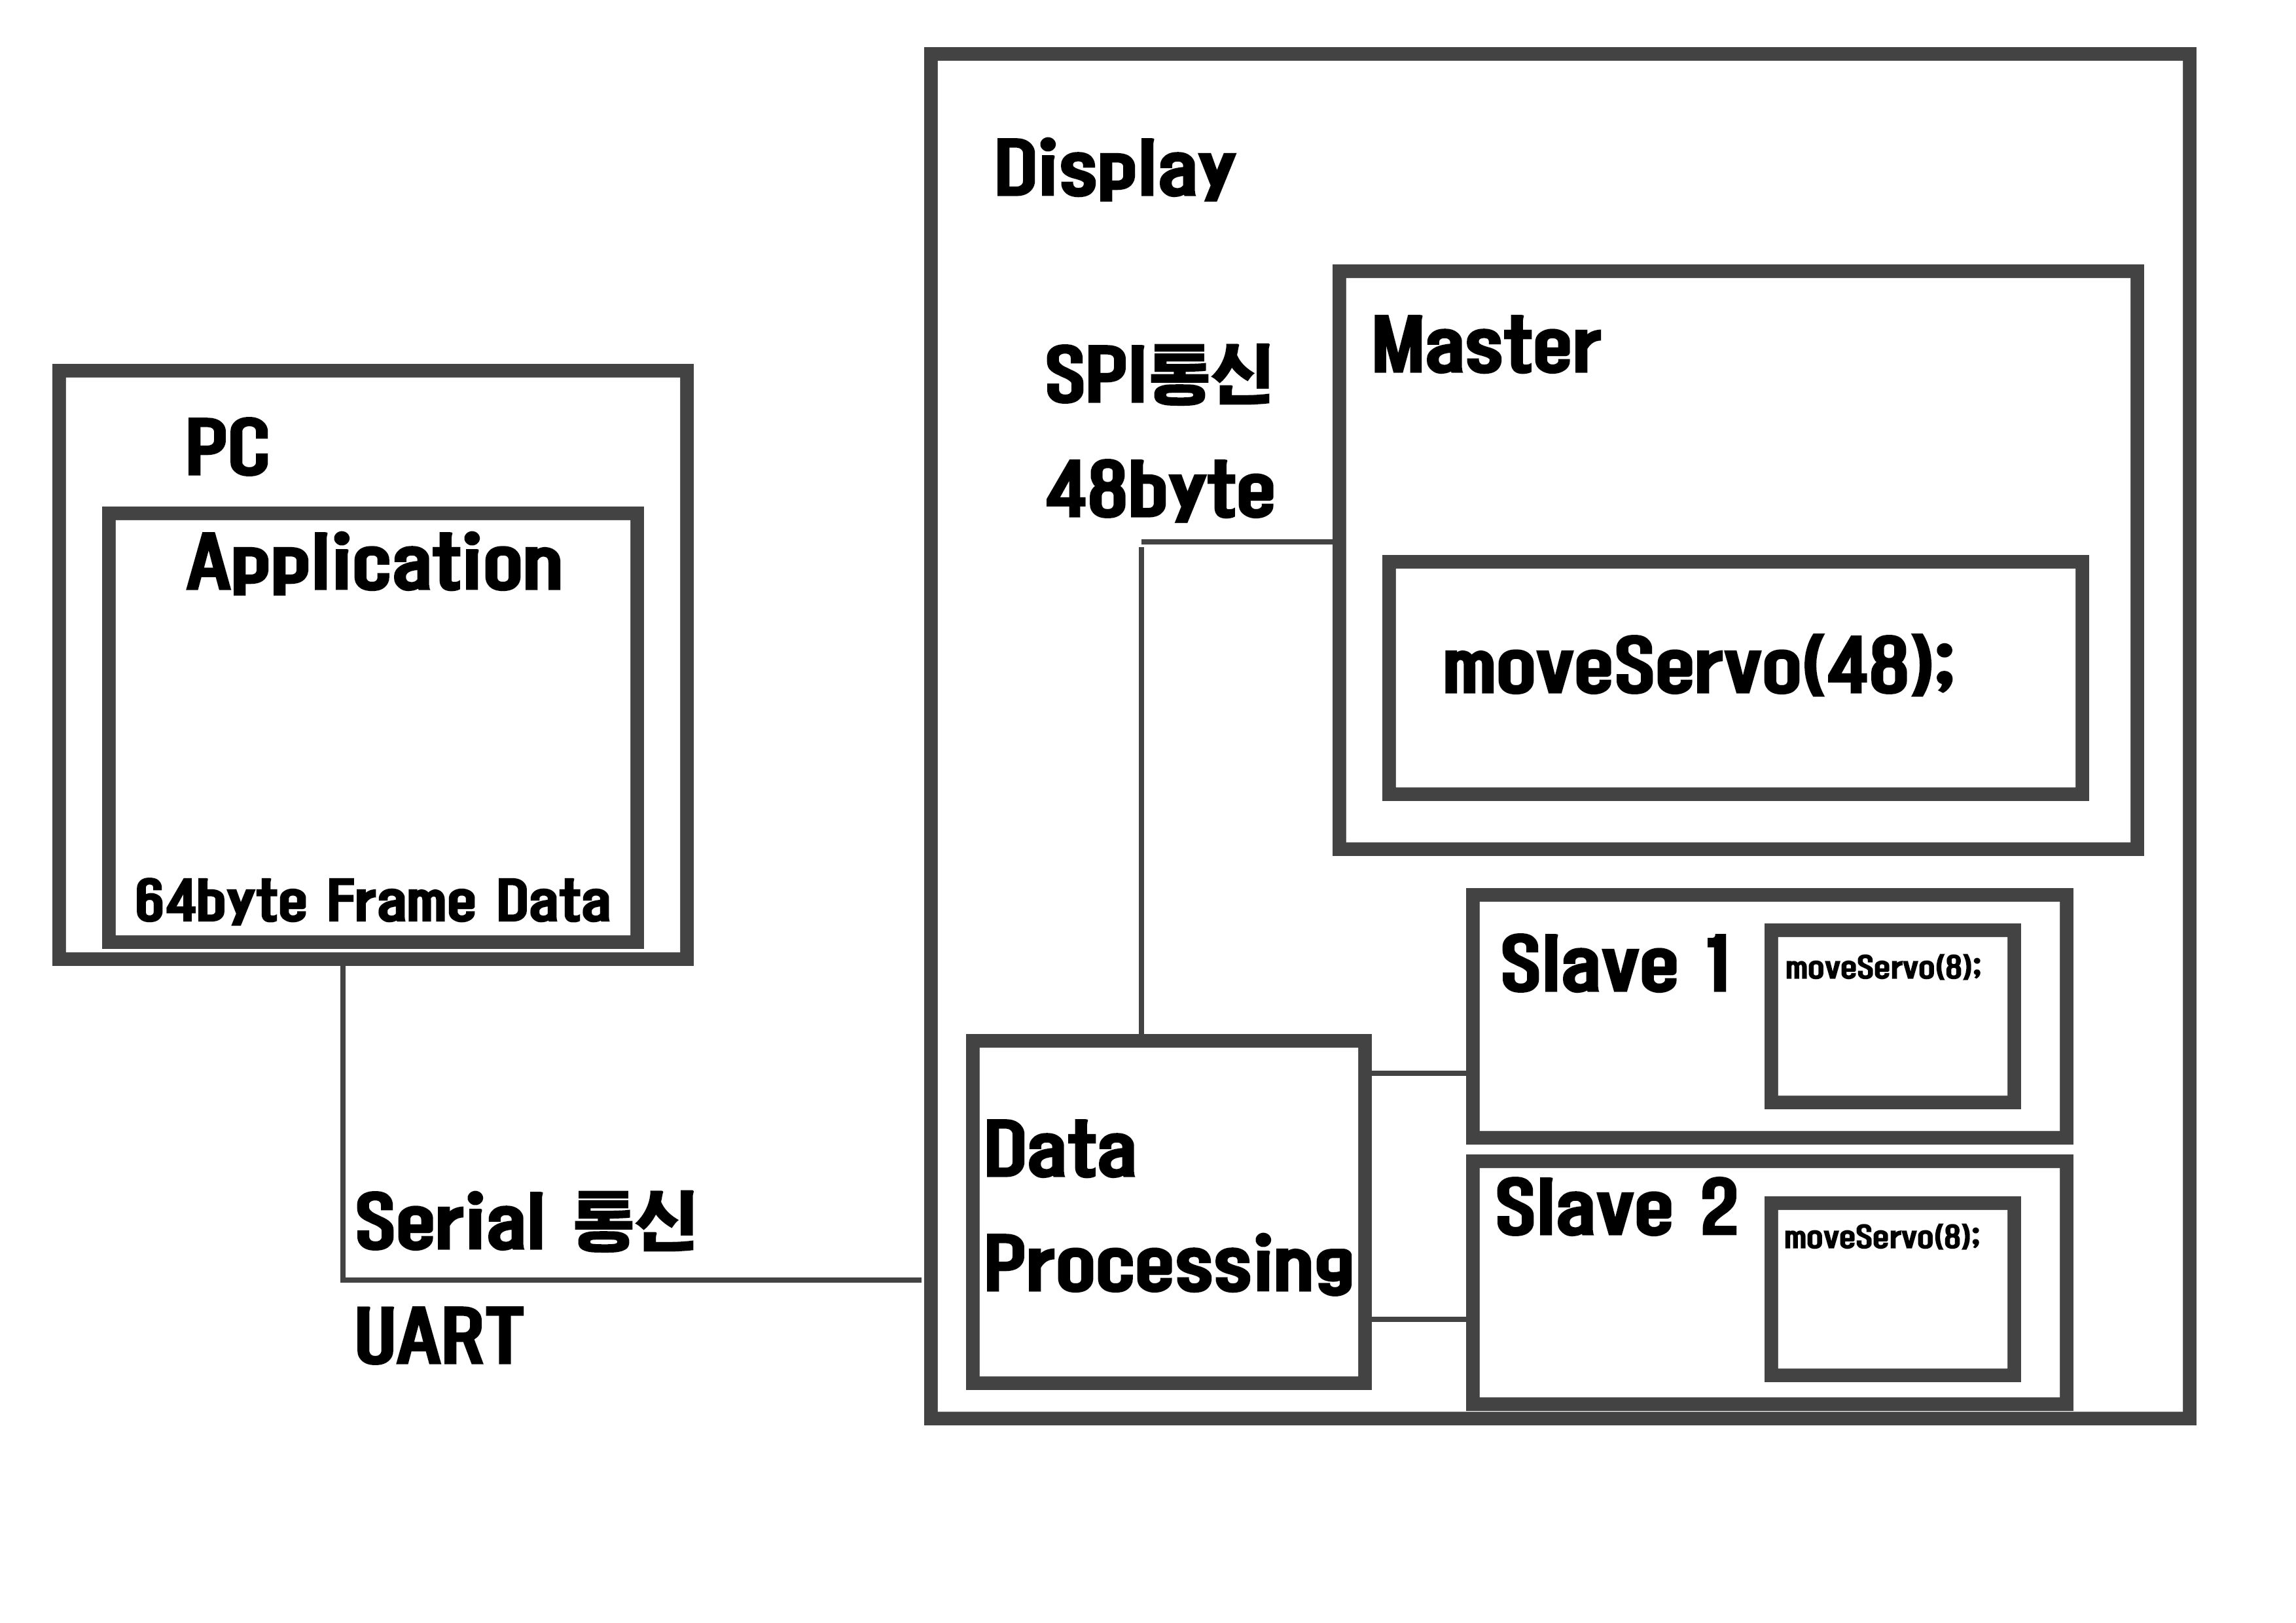 Display
SPI통신
48byte
Master
moveServo(48);
PC
Application
64byte Frame Data
Serial 통신
UART
Data
Processing
Slave 1
moveServo(8);
Slave 2
moveServo(8);